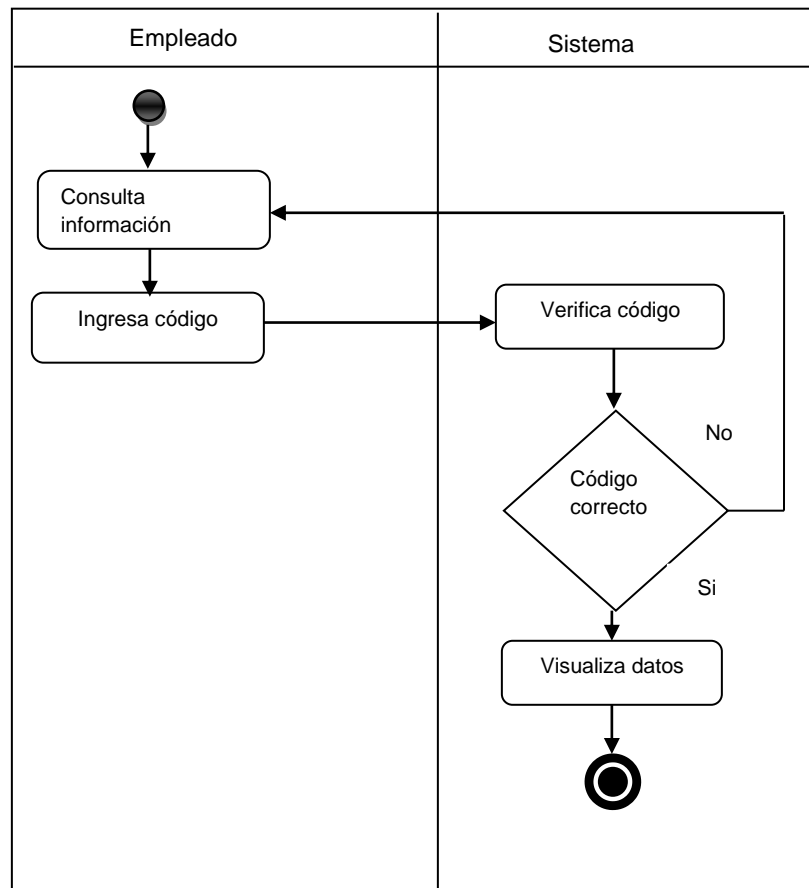 Empleado
Sistema
Consulta
información
Ingresa código
Verifica código
No
Código
correcto
Si
Visualiza datos